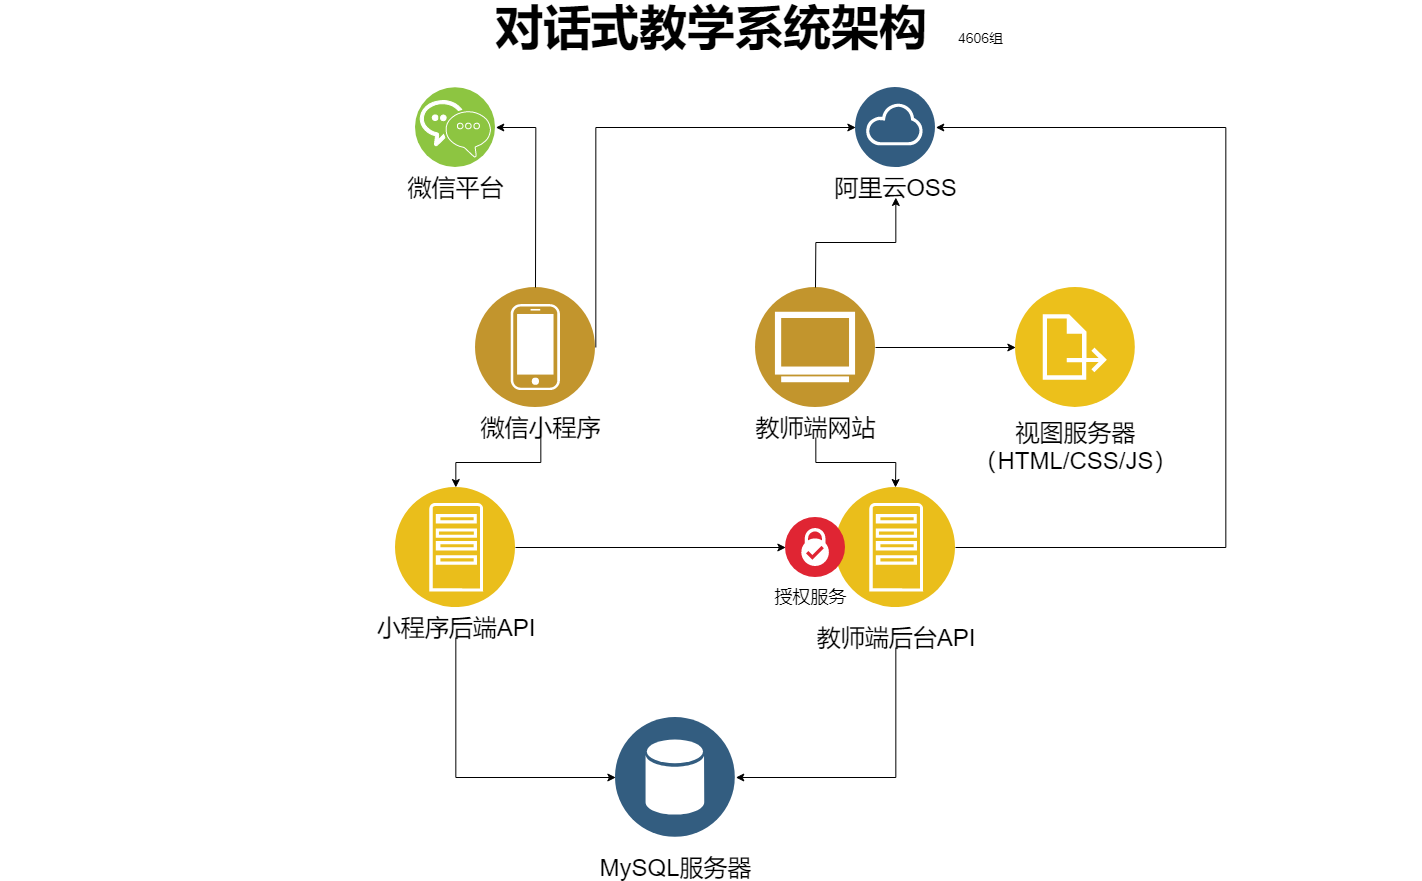 对话式教学系统架构
4606组
微信平台
阿里云OSS
微信小程序
教师端网站
视图服务器
（HTML/CSS/JS）
授权服务
小程序后端API
教师端后台API
MySQL服务器